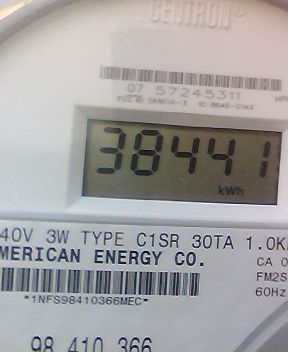 CENTRON®
07 57245311
38441
kWh
40V 3W TYPE C1SR 30TA 1.0K
MERICAN ENERGY CO.
CA 0
FM2S
60Hz
*1NFS98410366MEC*
98 410 366